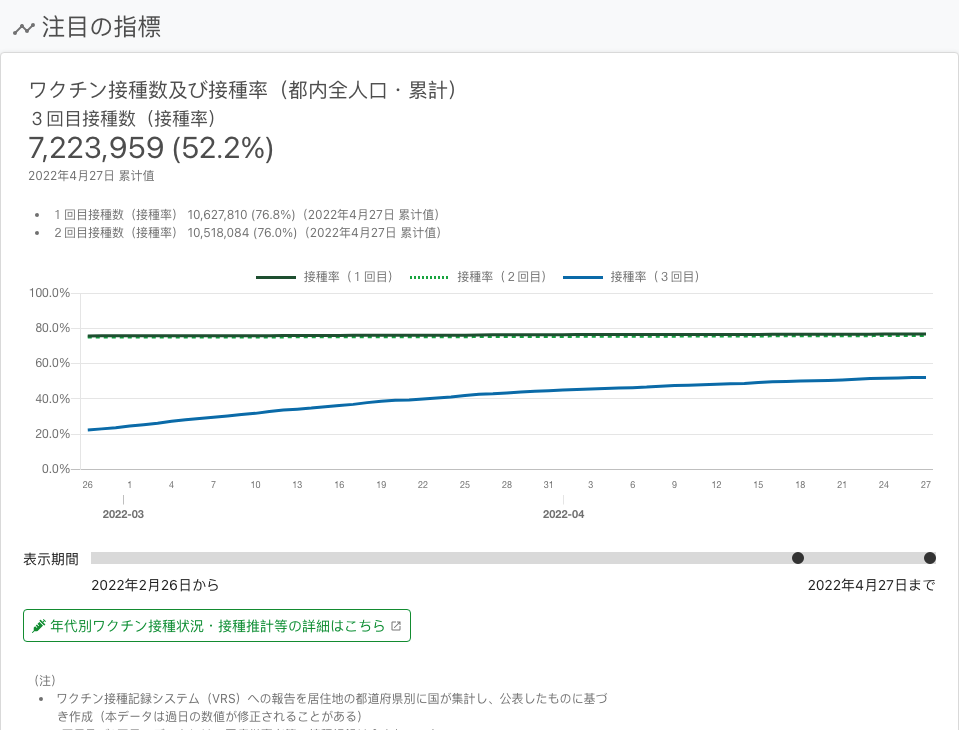 注目の指標
ワクチン接種数及び接種率（都内全人口・累計）
３回目接種数（接種率）
7,223,959 (52.2%)
2022年4月27日 累计值
１回目接種数（接種率） 10,627,810 (76.8%)（2022年4月27日 累计值）
２回目接種数（接種率） 10,518,084 (76.0%)（2022年4月27日 累计值）
接種率（１回目） 接種率（２回目） 接種率（３回目）
100.0%
80.0%
60.0%
40.0%
20.0%
0.0%
26 1 4 7 10 13 16 19 22 25 28 31 3 6 9 12 15 18 21 24 27
2022-03 2022-04
表示期間
2022年2月26日から 2022年4月27日まで
年代別ワクチン接種状況・接種推計等の詳細はこちら
（注）
ワクチン接種記録システム（VRS）への報告を居住地の都道府県別に国が集計し、公表したものに基づ
き作成（本データは過日の数値が修正されることがある）